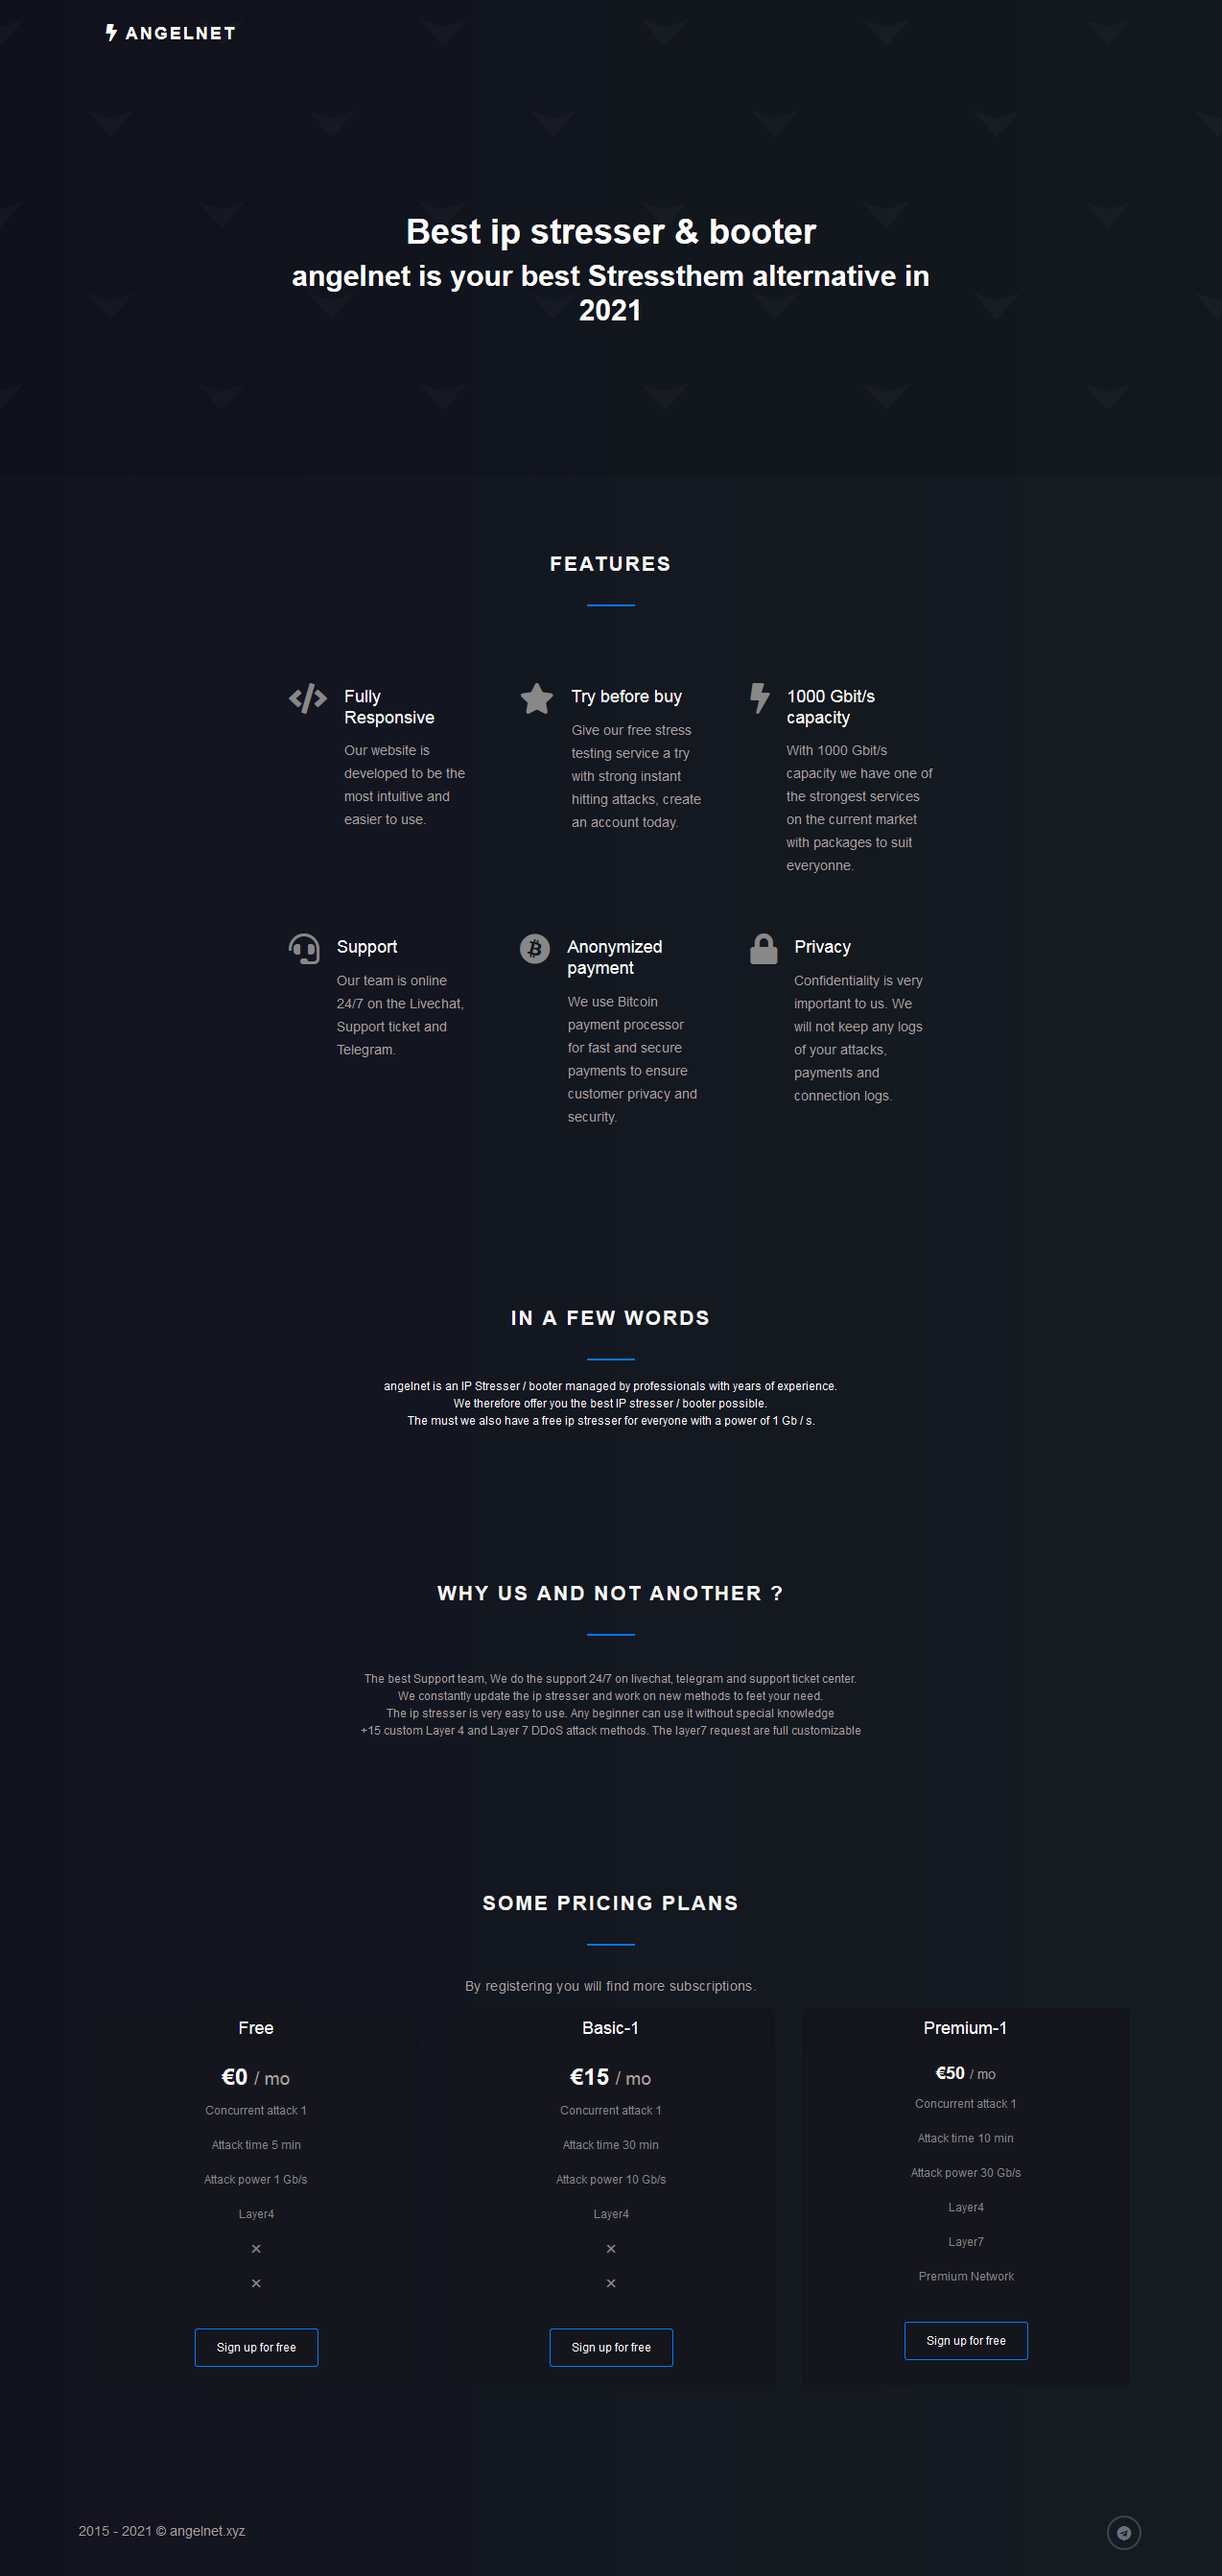 ANGELNET
Best ip stresser & booter
angelnet is your best Stressthem alternative in
2021
FEATURES
Fully
Responsive
Our website is
developed to be the
most intuitive and
easier to use.
Try before buy
Give our free stress
testing service a try
with strong instant
hitting attacks, create
an account today.
1000 Gbit/s
capacity
With 1000 Gbit/s
capacity we have one of
the strongest services
on the current market
with packages to suit
everyonne.
Support
Our team is online
24/7 on the Livechat,
Support ticket and
Telegram.
Anonymized
payment
We use Bitcoin
payment processor
for fast and secure
payments to ensure
customer privacy and
security.
Privacy
Confidentiality is very
important to us. We
will not keep any logs
of your attacks,
payments and
connection logs.
IN A FEW WORDS
angelnet is an IP Stresser / booter managed by professionals with years of experience.
We therefore offer you the best IP stresser / booter possible.
The must we also have a free ip stresser for everyone with a power of 1 Gb / s.
WHY US AND NOT ANOTHER ?
The best Support team, We do the support 24/7 on livechat, telegram and support ticket center.
We constantly update the ip stresser and work on new methods to feet your need.
The ip stresser is very easy to use. Any beginner can use it without special knowledge
+15 custom Layer 4 and Layer 7 DDoS attack methods. The layer7 request are full customizable
SOME PRICING PLANS
By registering you will find more subscriptions.
Free
€0 / mo
Concurrent attack 1
Attack time 5 min
Attack power 1 Gb/s
Layer4
×
×
Sign up for free
Basic-1
€15 / mo
Concurrent attack 1
Attack time 30 min
Attack power 10 Gb/s
Layer4
×
×
Sign up for free
Premium-1
€50 / mo
Concurrent attack 1
Attack time 10 min
Attack power 30 Gb/s
Layer4
Layer7
Premium Network
Sign up for free
2015 - 2021 © angelnet.xyz